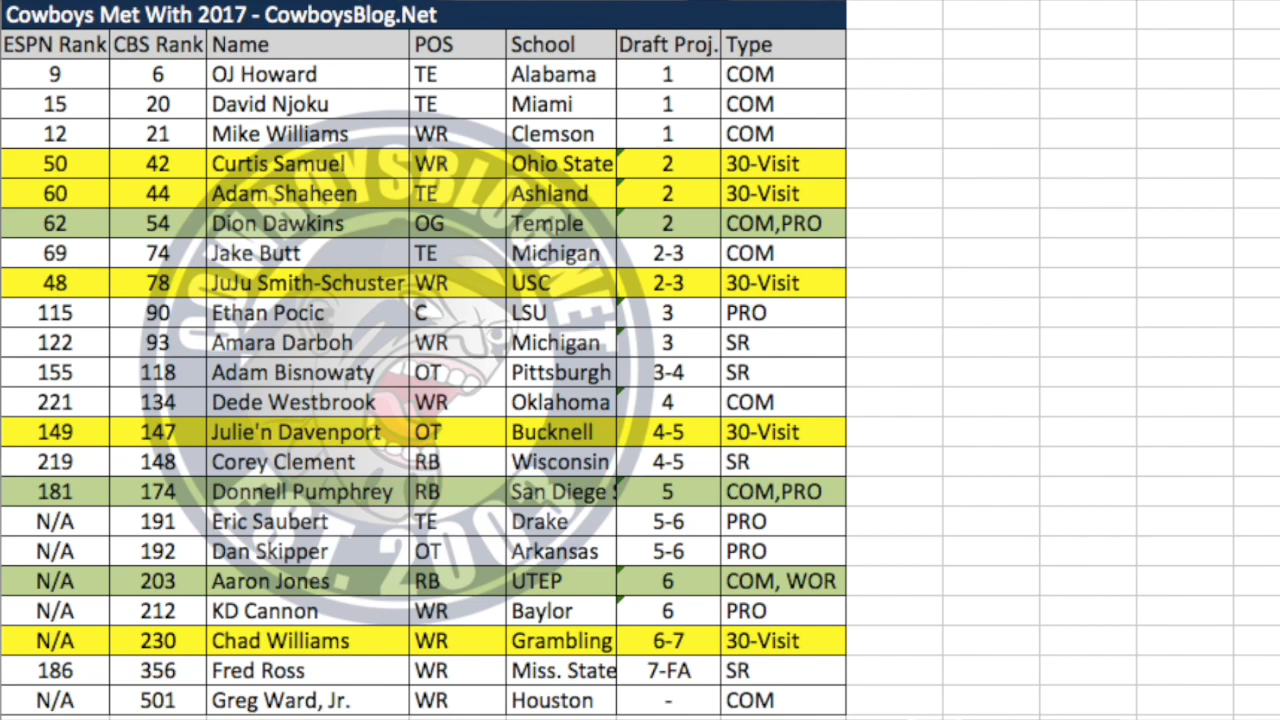 Cowboys Met With 2017 - CowboysBlog.Net
ESPN Rank CBS Rank Name POS School Draft Proj. Type
9 6 OJ Howard TE Alabama 1 COM
15 20 David Njoku TE Miami 1 COM
12 21 Mike Williams WR Clemson 1 COM
50 42 Curtis Samuel WR Ohio State 2 30-Visit
60 44 Adam Shaheen TE Ashland 2 30-Visit
62 54 Dion Dawkins OG Temple 2 COM,PRO
69 74 Jake Butt TE Michigan 2-3 COM
48 78 JuJu Smith-Schuster WR USC 2-3 30-Visit
115 90 Ethan Pocic C LSU 3 PRO
122 93 Amara Darboh WR Michigan 3 SR
155 118 Adam Bisnowaty OT Pittsburgh 3-4 SR
221 134 Dede Westbrook WR Oklahoma 4 COM
149 147 Julie'n Davenport OT Bucknell 4-5 30-Visit
219 148 Corey Clement RB Wisconsin 4-5 SR
181 174 Donnell Pumphrey RB San Diege 5 COM,PRO
N/A 191 Eric Saubert TE Drake 5-6 PRO
N/A 192 Dan Skipper OT Arkansas 5-6 PRO
N/A 203 Aaron Jones RB UTEP 6 COM, WOR
N/A 212 KD Cannon WR Baylor 6 PRO
N/A 230 Chad Williams WR Grambling 6-7 30-Visit
186 356 Fred Ross WR Miss. State 7-FA SR
N/A 501 Greg Ward, Jr. WR Houston -  COM
COWBOYSBLOG.NET
EST. 2003